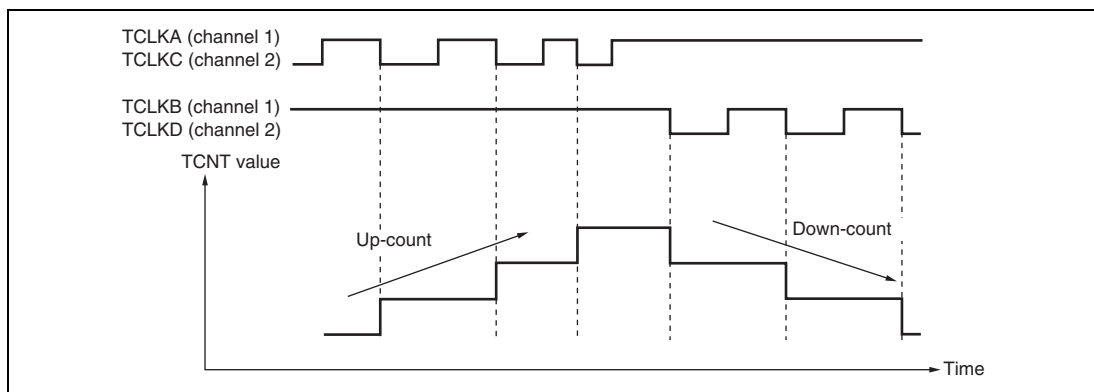 TCLKA (channel 1)
TCLKC (channel 2)
TCLKB (channel 1)
TCLKD (channel 2)
TCNT value
Up-count
Down-count
Time